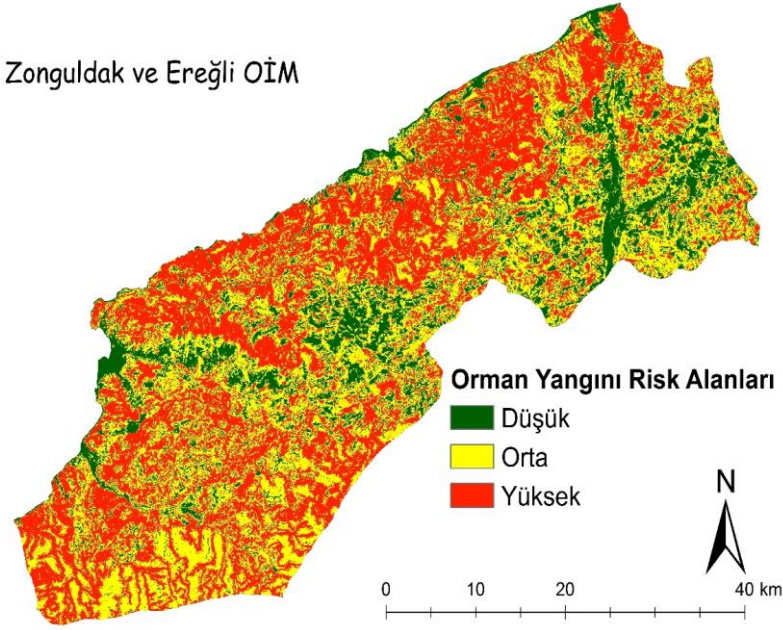 Zonguldak ve Ereğli OİM
Orman Yangını Risk Alanları
Düşük
Orta
Yüksek
N
0 10 20 40 km